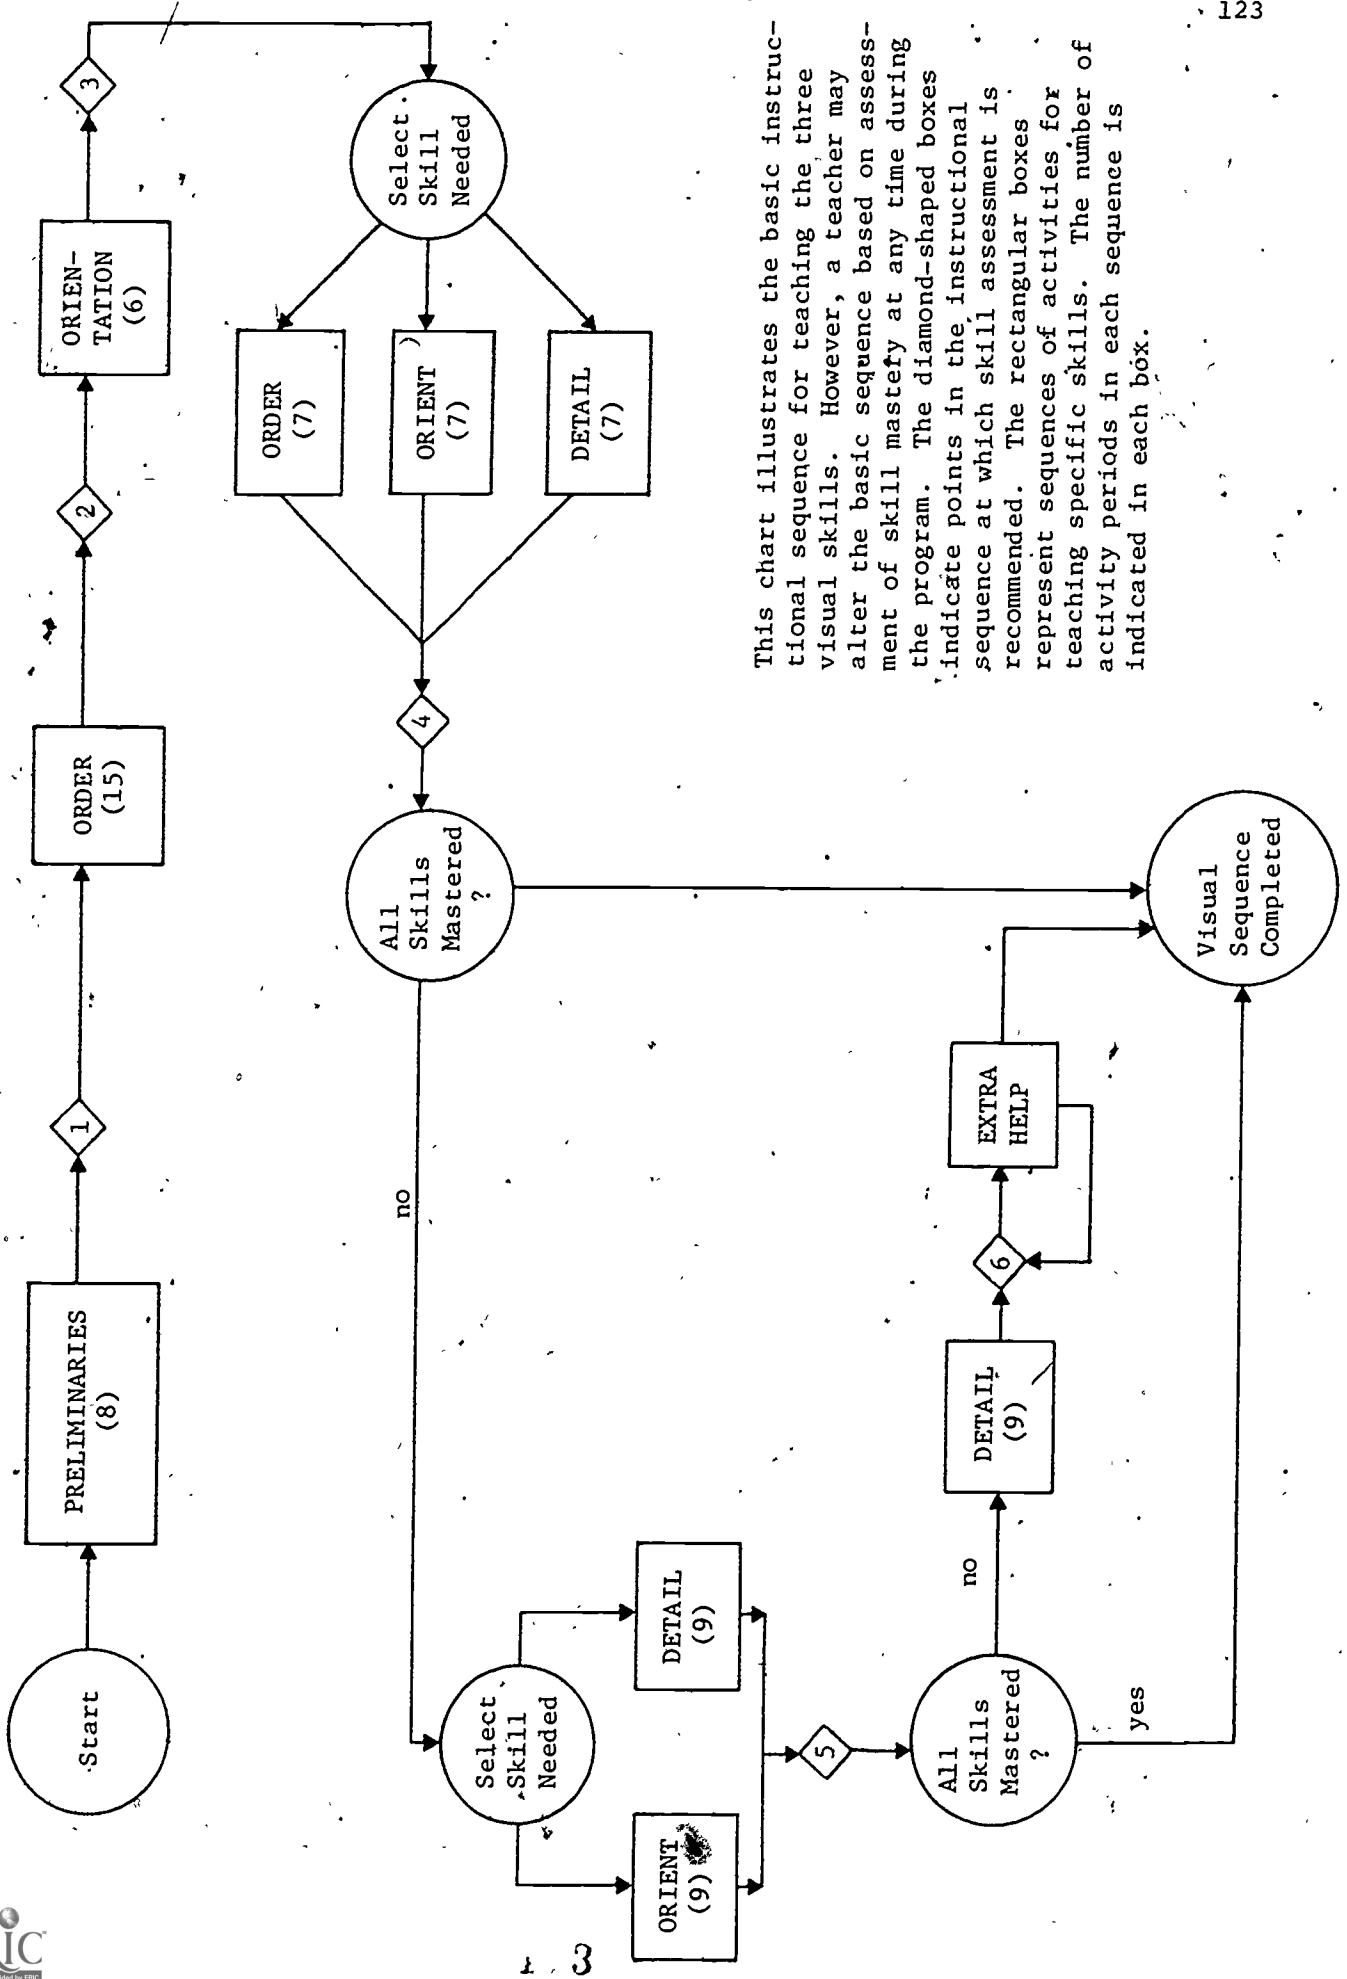 123
Start
PRELIMINARIES
(8)
1
ORDER
(15)
2
ORIEN-
TATION
(6)
3
Select
Skill
Needed
ORDER
(7)
ORIENT
(7)
DETAIL
(7)
4
All
Skills
Mastered
?
no
Select
Skill
Needed
ORIENT
(9)
DETAIL
(9)
5
All
Skills
Mastered
?
no
yes
DETAIL
(9)
6
EXTRA
HELP
Visual
Sequence
Completed
This chart illustrates the basic instruc-
tional sequence for teaching the three
visual skills. However, a teacher may
alter the basic sequence based on assess-
ment of skill mastery at any time during
the program. The diamond-shaped boxes
indicate points in the instructional
sequence at which skill assessment is
recommended. The rectangular boxes
represent sequences of activities for
teaching specific skills. The number of
activity periods in each sequence is
indicated in each box.
3